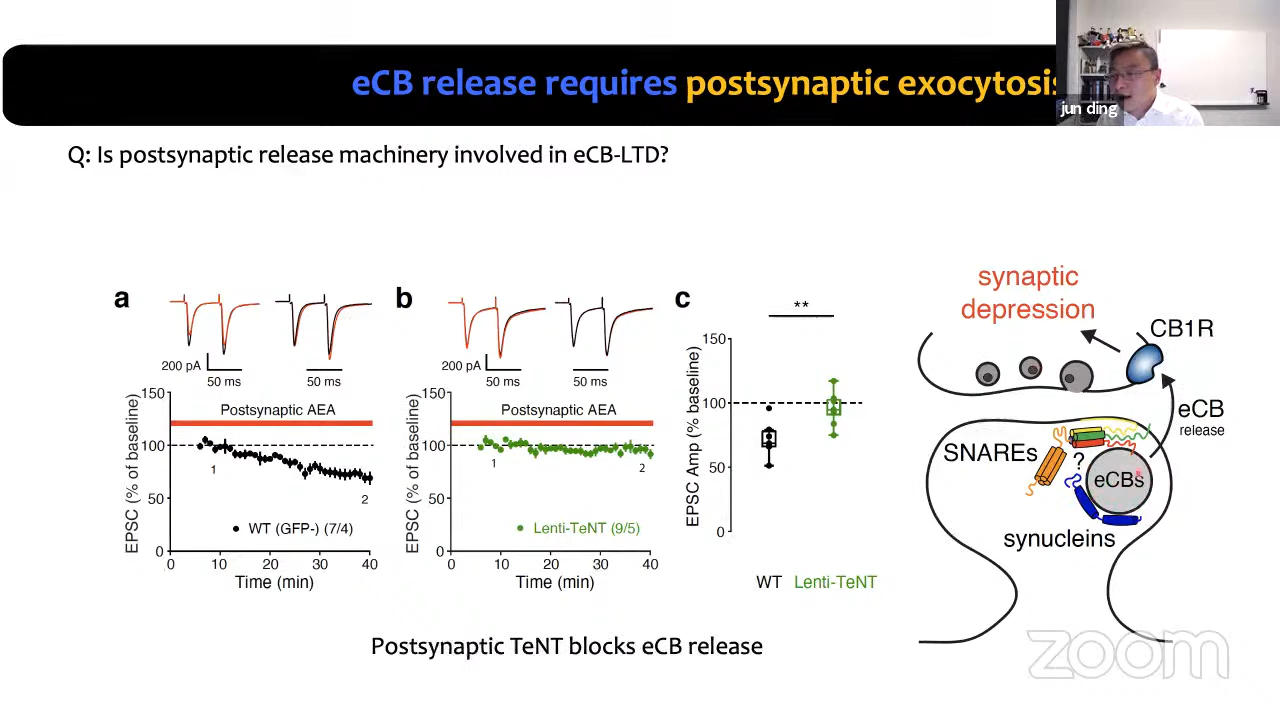 eCB release requires postsynaptic exocytosis
jun ding
Q: Is postsynaptic release machinery involved in eCB-LTD?
a
200 pA
50 ms
50 ms
EPSC (% of baseline)
150
100
50
0
Postsynaptic AEA
1
2
WT (GFP-) (7/4)
0 10 20 30 40
Time (min)
b
200 pA
50 ms
50 ms
EPSC (% of baseline)
150
100
50
0
Postsynaptic AEA
1
2
Lenti-TeNT (9/5)
0 10 20 30 40
Time (min)
c
**
EPSC Amp (% baseline)
150
100
50
0
WT Lenti-TeNT
synaptic
depression
CB1R
eCB
release
SNAREs
?
eCBs
synucleins
Postsynaptic TeNT blocks eCB release
zoom